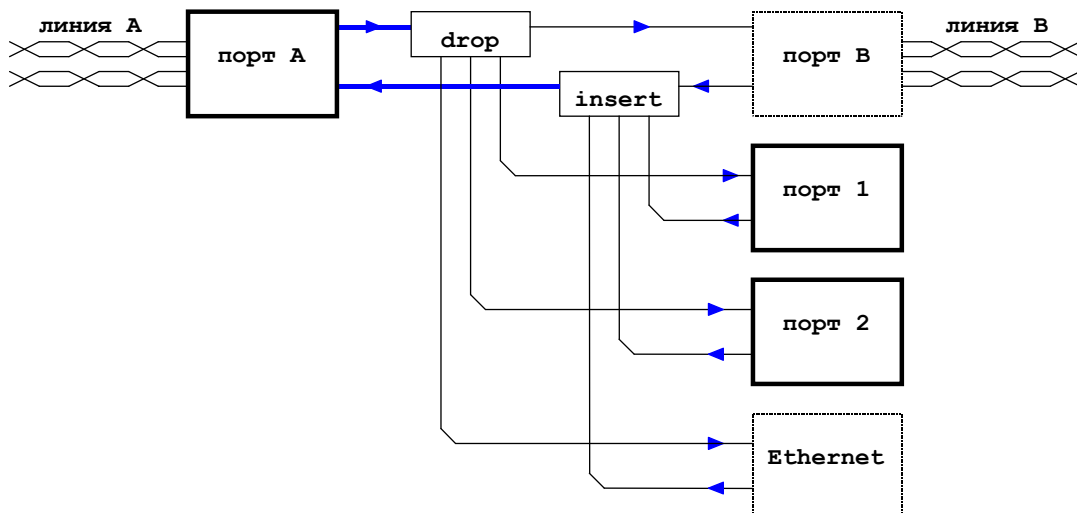 линия A
линия B
порт A
drop
порт B
insert
порт 1
порт 2
Ethernet